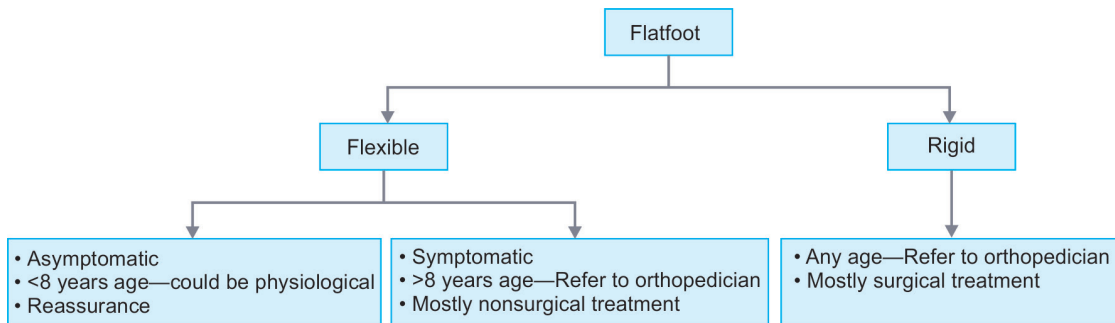 Flatfoot
Flexible
Rigid
• Asymptomatic
• <8 years age—could be physiological
• Reassurance
• Symptomatic
• >8 years age—Refer to orthopedician
• Mostly nonsurgical treatment
• Any age—Refer to orthopedician
• Mostly surgical treatment